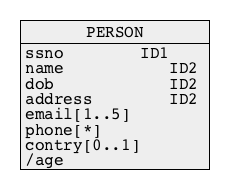 PERSON
ssno ID1
name ID2
dob ID2
address ID2
email[1..5]
phone[*]
contry[0..1]
/age